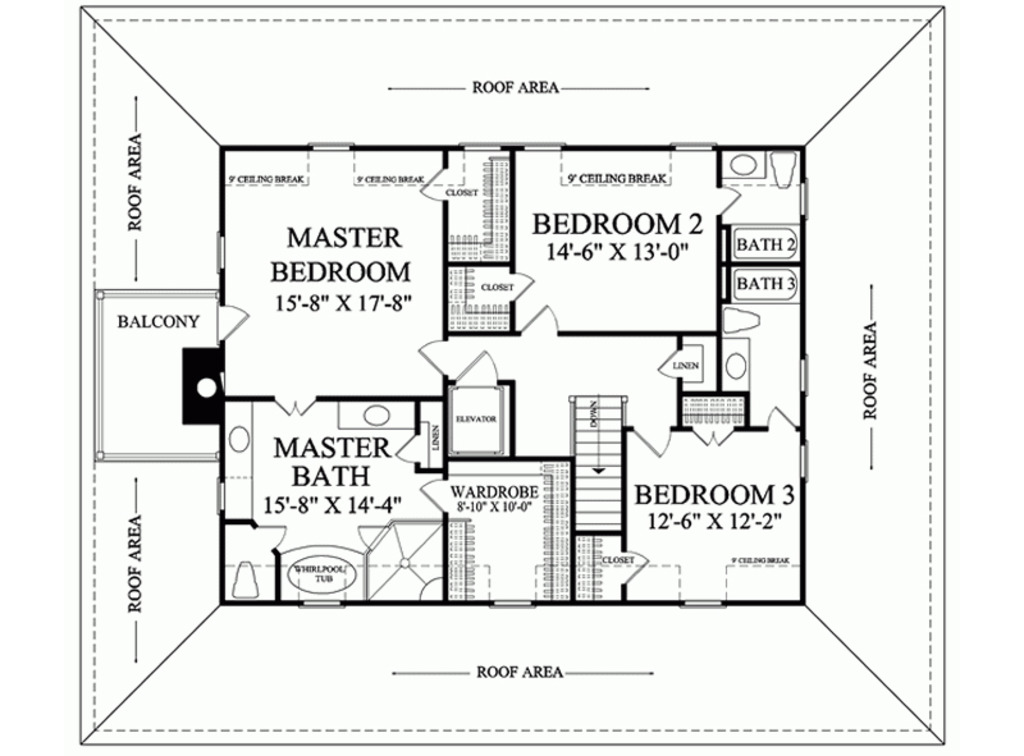 ROOF AREA
ROOF AREA
9' CEILING BREAK
9' CEILING BREAK
CLOSET
9' CEILING BREAK
BEDROOM 2
14'-6" X 13'-0"
BATH 2
MASTER
BEDROOM
15'-8" X 17'-8"
CLOSET
BATH 3
BALCONY
ROOF AREA
LINEN
ELEVATOR
DOWN
LINEN
MASTER
BATH
15'-8" X 14'-4"
WARDROBE
8'-10" X 10'-0"
BEDROOM 3
12'-6" X 12'-2"
ROOF AREA
WHIRLPOOL
TUB
CLOSET
9' CEILING BREAK
ROOF AREA